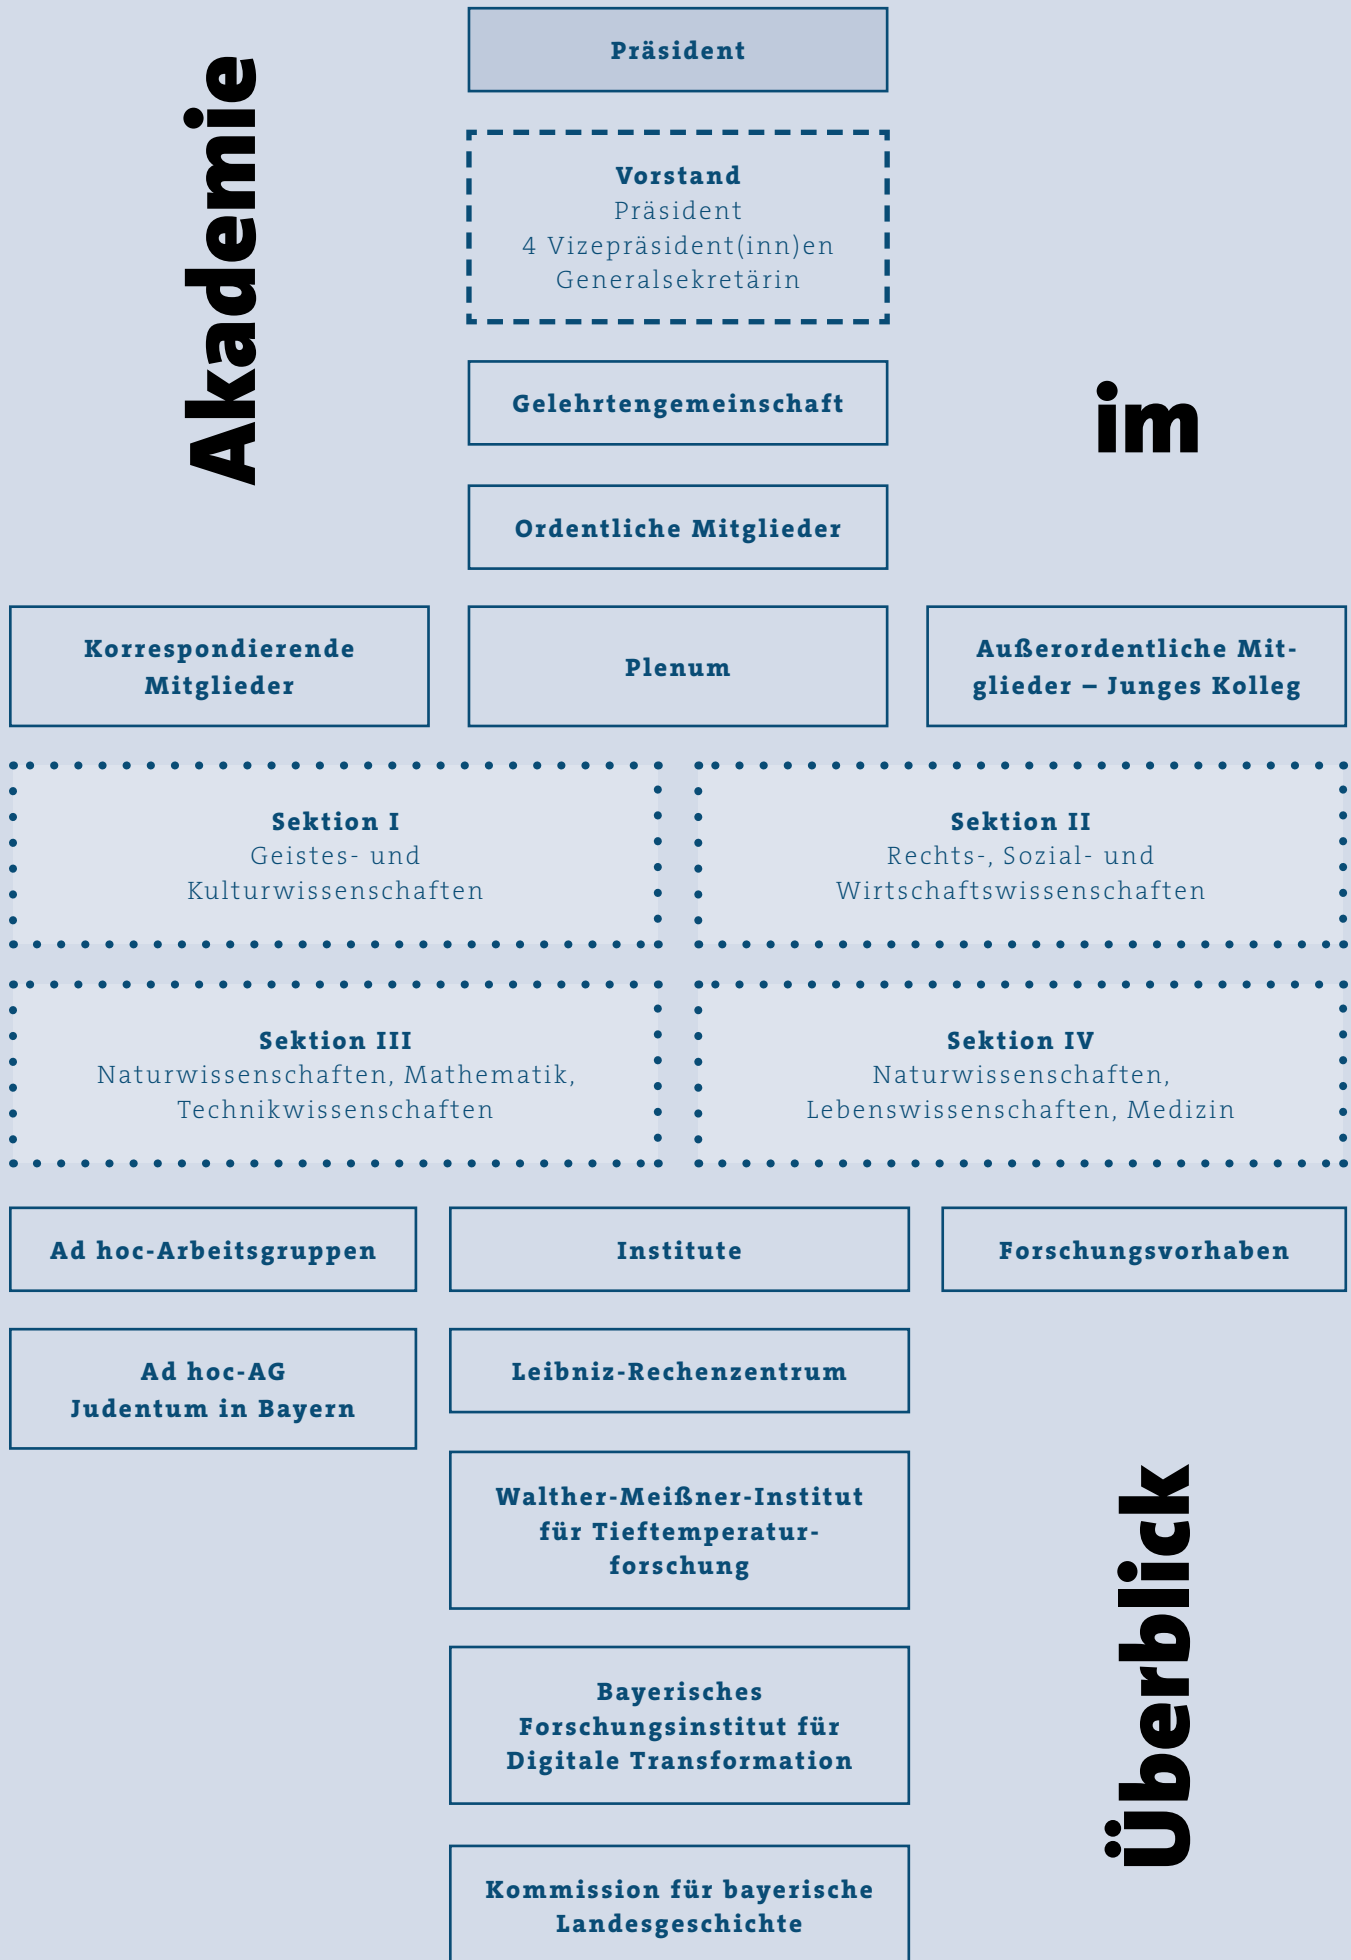 Akademie
im
Überblick
Präsident
Vorstand
Präsident
4 Vizepräsident(inn)en
Generalsekretärin
Gelehrtengemeinschaft
Ordentliche Mitglieder
Korrespondierende
Mitglieder
Plenum
Außerordentliche Mit-
glieder – Junges Kolleg
Sektion I
Geistes- und
Kulturwissenschaften
Sektion II
Rechts-, Sozial- und
Wirtschaftswissenschaften
Sektion III
Naturwissenschaften, Mathematik,
Technikwissenschaften
Sektion IV
Naturwissenschaften,
Lebenswissenschaften, Medizin
Ad hoc-Arbeitsgruppen
Institute
Forschungsvorhaben
Ad hoc-AG
Judentum in Bayern
Leibniz-Rechenzentrum
Walther-Meißner-Institut
für Tieftemperatur-
forschung
Bayerisches
Forschungsinstitut für
Digitale Transformation
Kommission für bayerische
Landesgeschichte